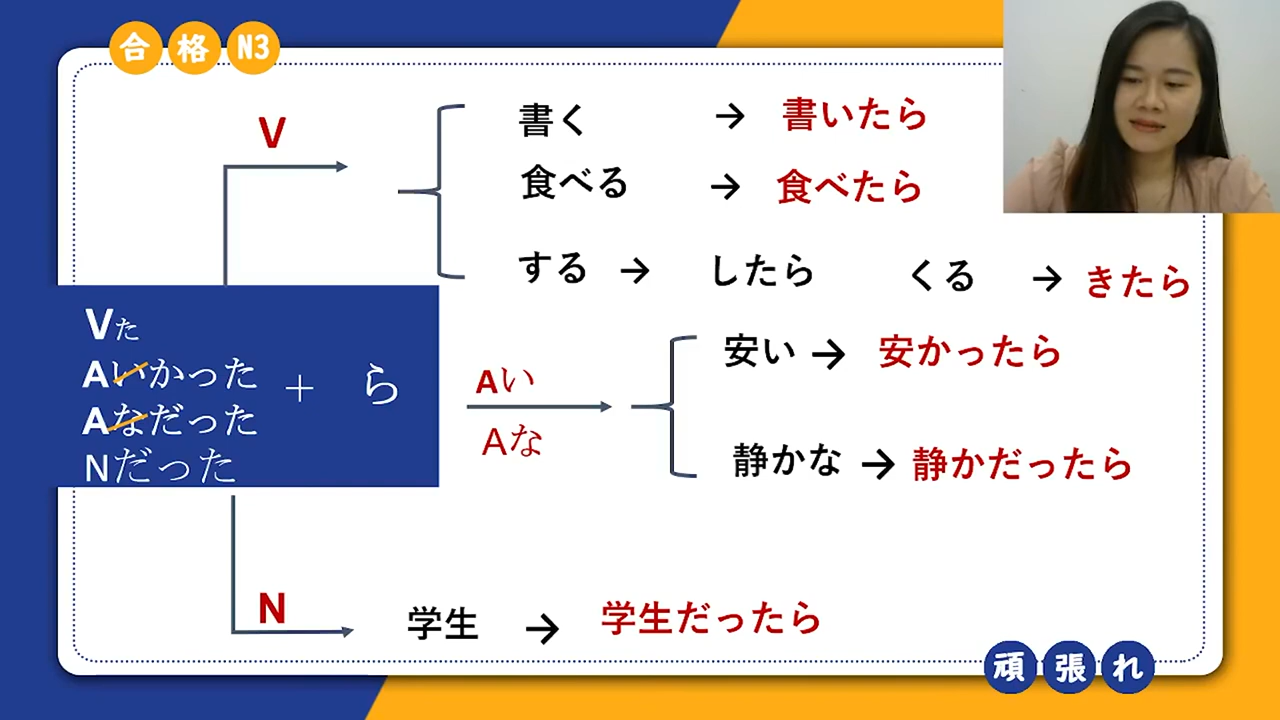 合格N3
V
書く → 書いたら
食べる → 食べたら
する → したら くる → きたら
Vた
Aいかった
Aなだった
Nだった
+ ら
Aい
Aな
安い → 安かったら
静かな → 静かだったら
N
学生 → 学生だったら
頑張れ